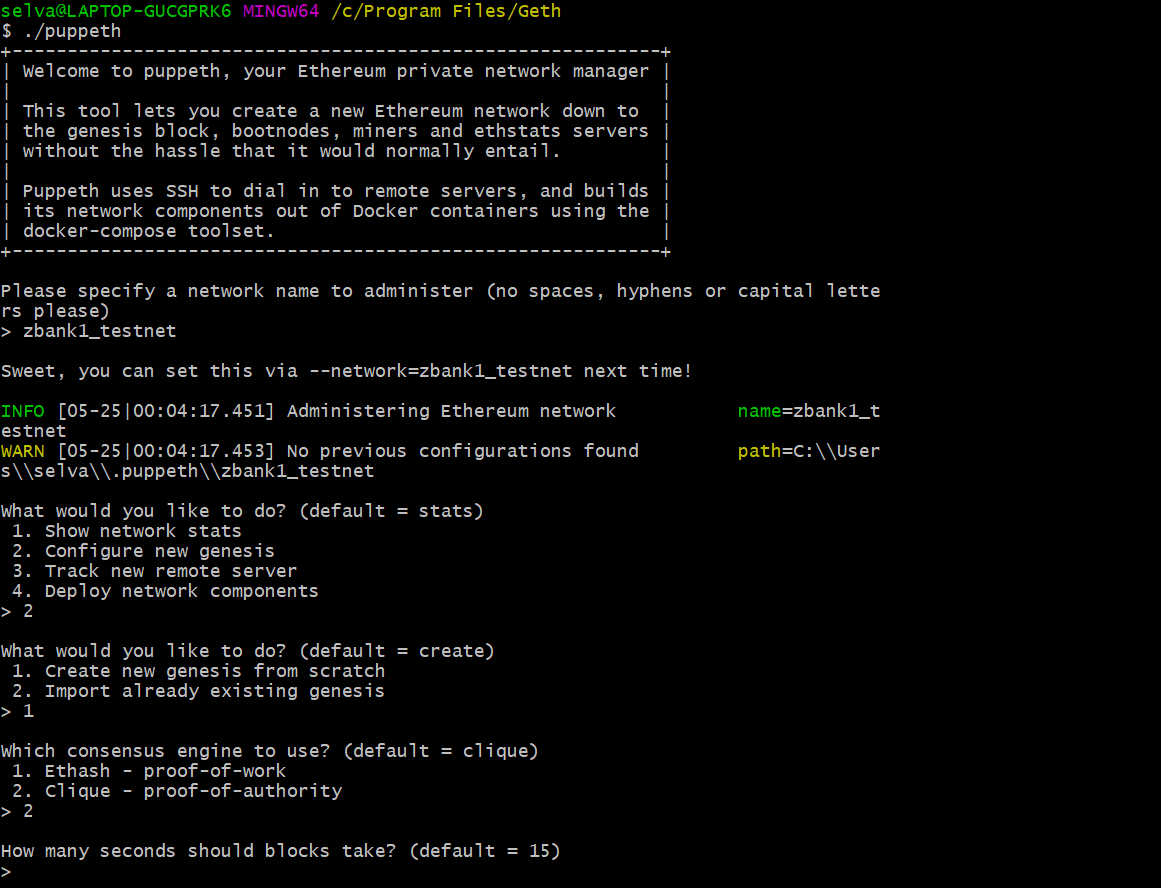 selva@LAPTOP-GUCGPRK6 MINGW64 /c/Program Files/Geth
$ ./puppeth
+-----------------------------------------------------------+
| Welcome to puppeth, your Ethereum private network manager |
|                                                           |
| This tool lets you create a new Ethereum network down to  |
| the genesis block, bootnodes, miners and ethstats servers |
| without the hassle that it would normally entail.         |
|                                                           |
| Puppeth uses SSH to dial in to remote servers, and builds |
| its network components out of Docker containers using the |
| docker-compose toolset.                                   |
+-----------------------------------------------------------+
Please specify a network name to administer (no spaces, hyphens or capital lette
rs please)
> zbank1_testnet
Sweet, you can set this via --network=zbank1_testnet next time!
INFO [05-25|00:04:17.451] Administering Ethereum network           name=zbank1_t
estnet
WARN [05-25|00:04:17.453] No previous configurations found         path=C:\\User
s\\selva\\.puppeth\\zbank1_testnet
What would you like to do? (default = stats)
 1. Show network stats
 2. Configure new genesis
 3. Track new remote server
 4. Deploy network components
> 2
What would you like to do? (default = create)
 1. Create new genesis from scratch
 2. Import already existing genesis
> 1
Which consensus engine to use? (default = clique)
 1. Ethash - proof-of-work
 2. Clique - proof-of-authority
> 2
How many seconds should blocks take? (default = 15)
>